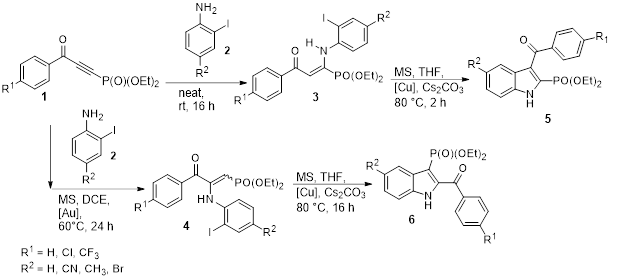 NH₂
I
2
R²
O
P(O)(OEt)₂
R¹
1
neat,
rt, 16 h
I
R²
H
N
O
P(O)(OEt)₂
R¹
3
MS, THF,
[Cu], Cs₂CO₃
80 °C, 2 h
O
R¹
R²
P(O)(OEt)₂
N
H
5
NH₂
I
2
R²
MS, DCE,
[Au],
60°C, 24 h
O
P(O)(OEt)₂
R¹
HN
I
R²
4
MS, THF,
[Cu], Cs₂CO₃
80 °C, 16 h
P(O)(OEt)₂
R²
O
N
H
R¹
6
R¹ = H, Cl, CF₃
R² = H, CN, CH₃, Br